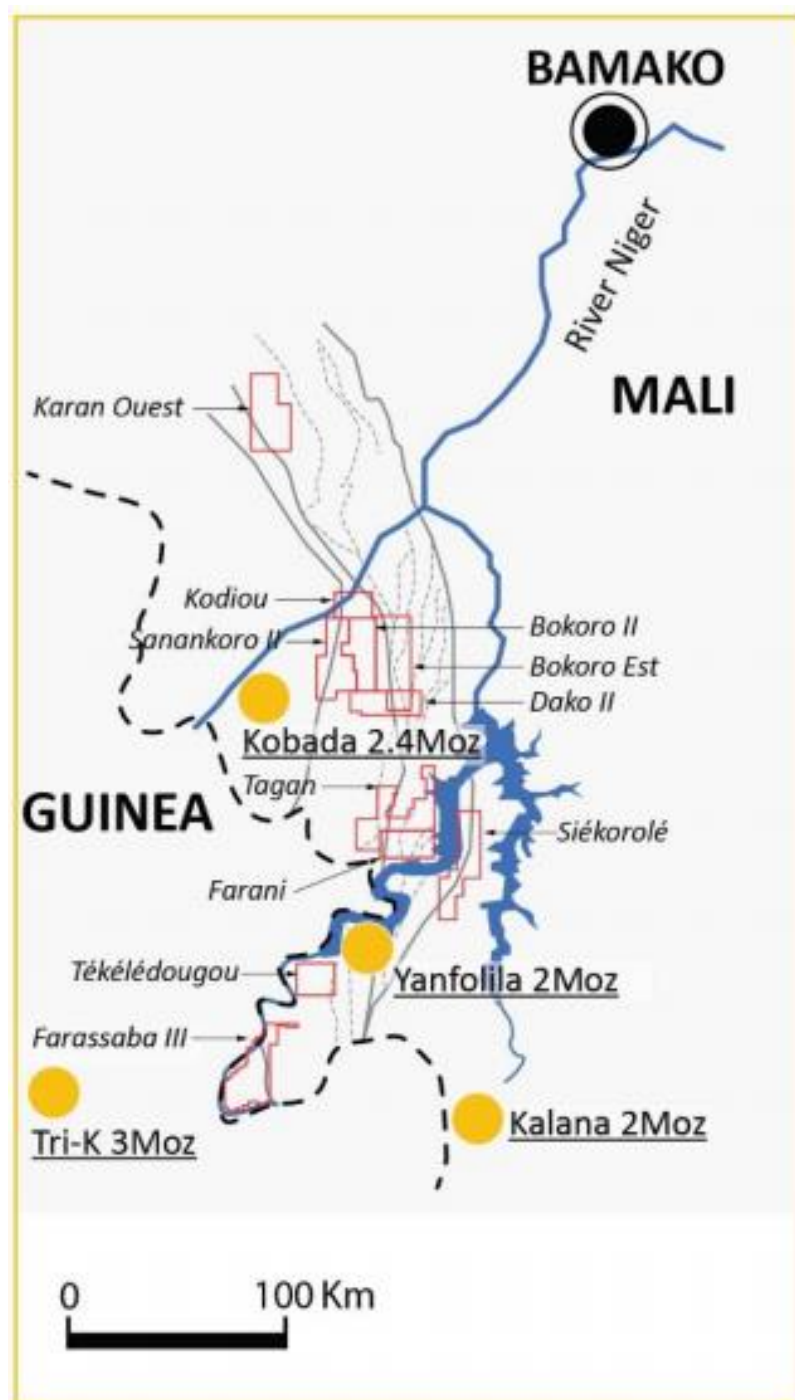 BAMAKO
River Niger
MALI
Karan Ouest
Kodiou
Sanankoro II
Bokoro II
Bokoro Est
Dako II
Kobada 2.4Moz
Tagan
GUINEA
Siékorolé
Farani
Tékélédougou
Yanfolila 2Moz
Farassaba III
Tri-K 3Moz
Kalana 2Moz
0 100 Km